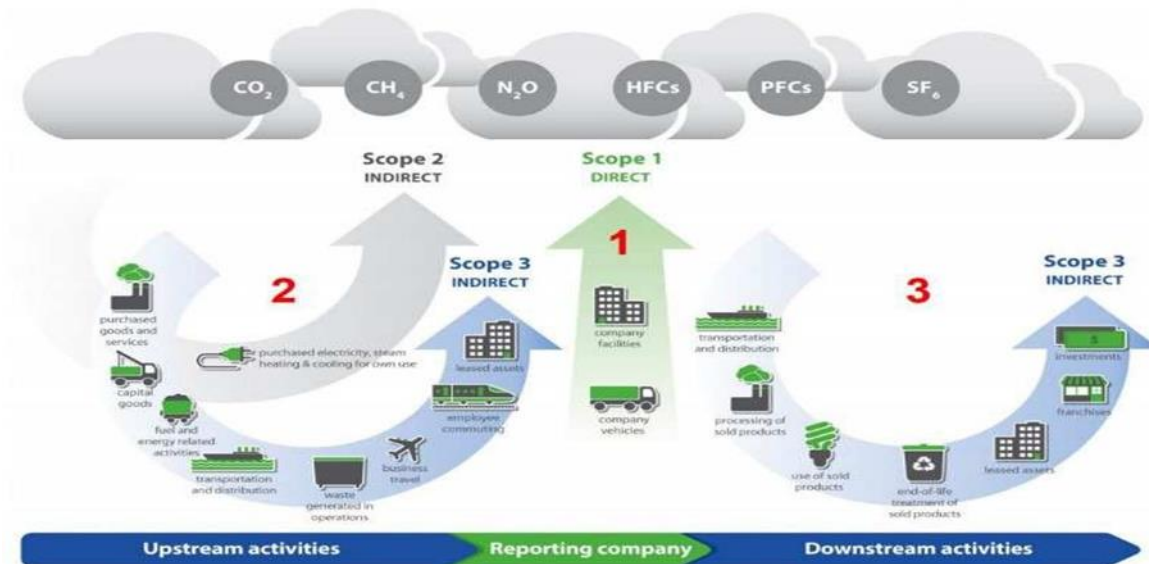 CO₂
CH₄
N₂O
HFCs
PFCs
SF₆
Scope 2
INDIRECT
Scope 1
DIRECT
Scope 3
INDIRECT
Scope 3
INDIRECT
2
1
3
purchased
goods and
services
capital
goods
fuel and
energy related
activities
purchased electricity, steam
heating & cooling for own use
transportation
and distribution
waste
generated in
operations
business
travel
employee
commuting
leased assets
company
facilities
company
vehicles
transportation
and distribution
processing of
sold products
use of sold
products
end-of-life
treatment of
sold products
leased assets
franchises
$
investments
Upstream activities
Reporting company
Downstream activities